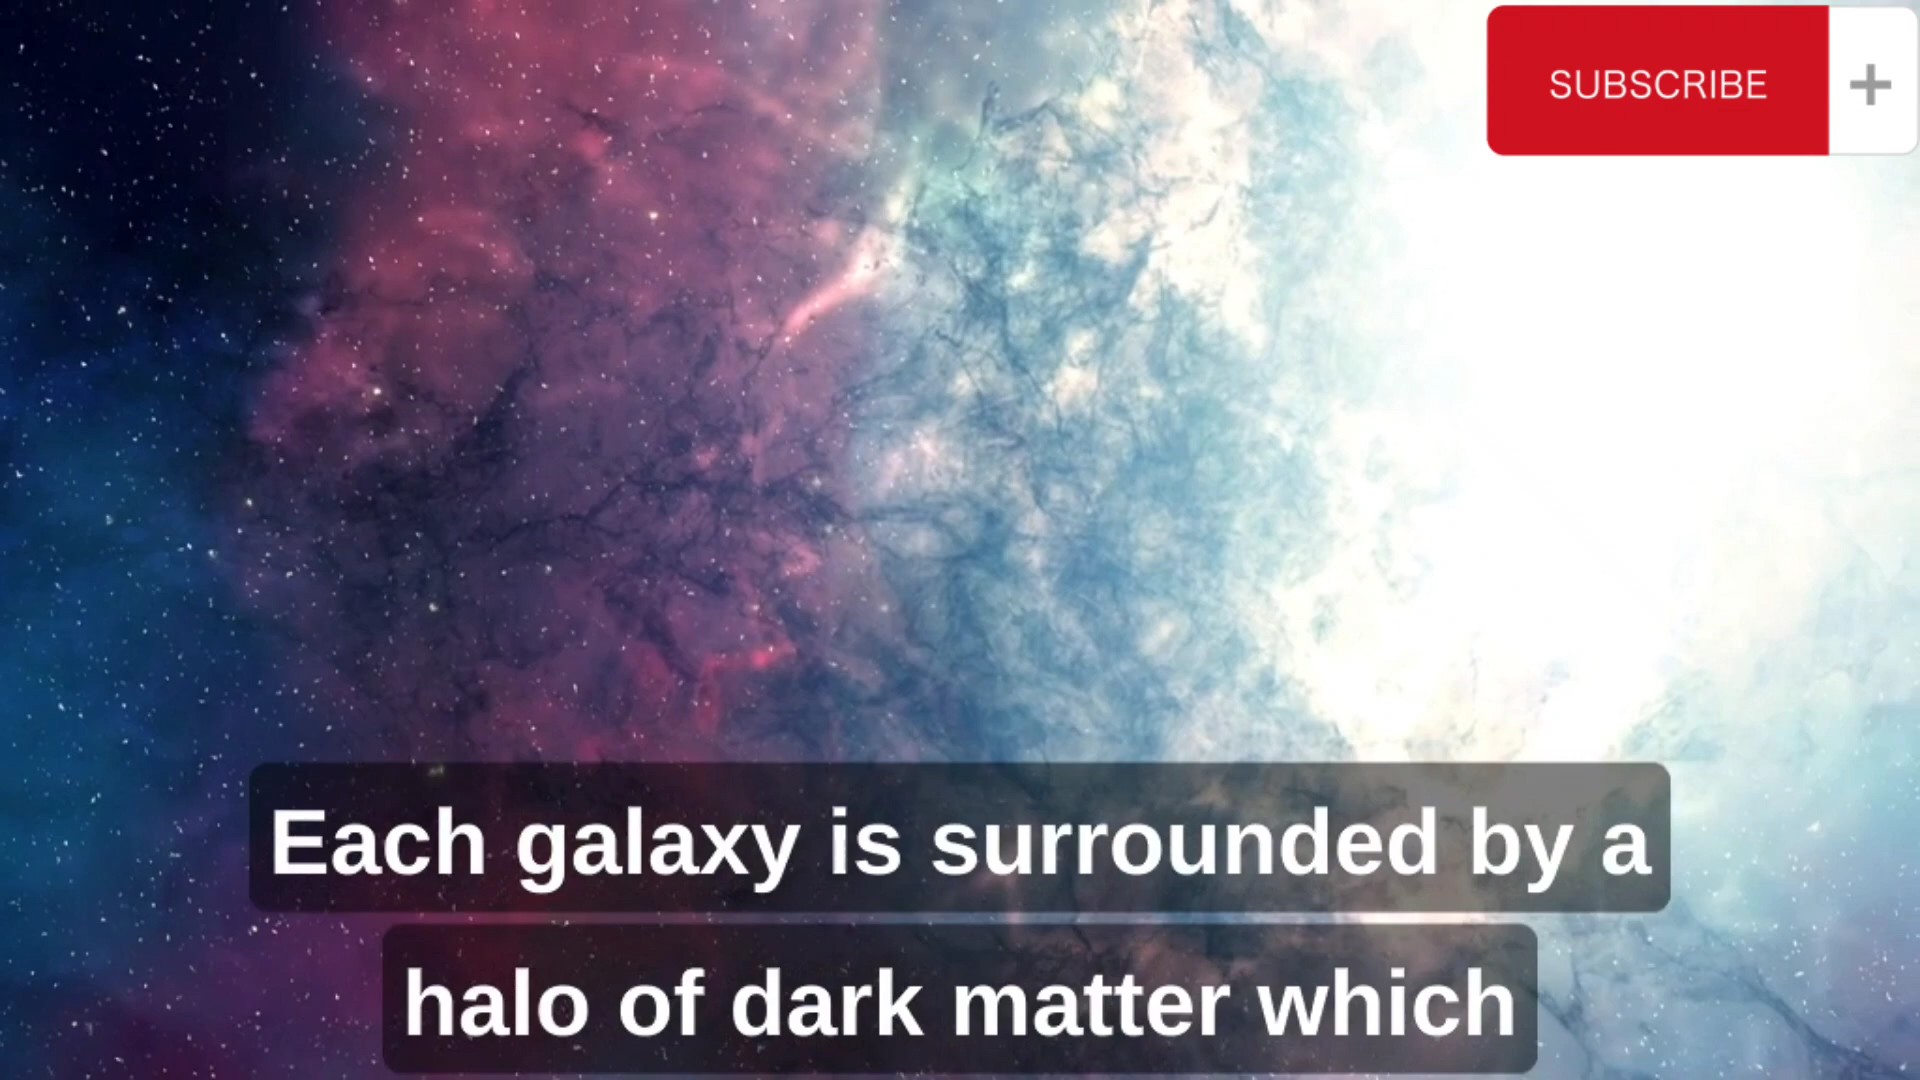 SUBSCRIBE +
Each galaxy is surrounded by a
halo of dark matter which